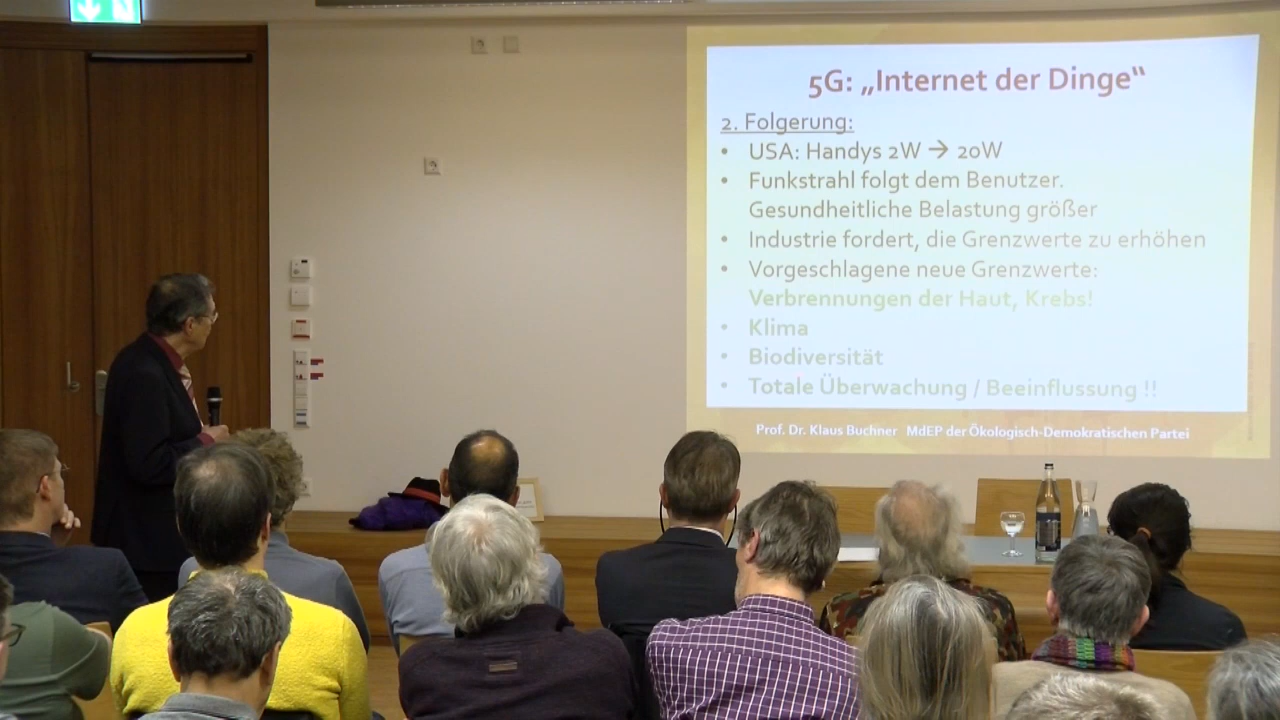 5G: „Internet der Dinge“
2. Folgerung:
• USA: Handys 2W → 20W
• Funkstrahl folgt dem Benutzer.
Gesundheitliche Belastung größer
• Industrie fordert, die Grenzwerte zu erhöhen
• Vorgeschlagene neue Grenzwerte:
Verbrennungen der Haut, Krebs!
• Klima
• Biodiversität
• Totale Überwachung / Beeinflussung !!
Prof. Dr. Klaus Buchner MdEP der Ökologisch-Demokratischen Partei